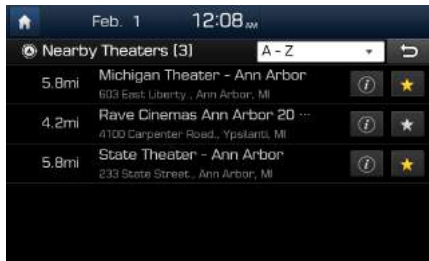 Feb. 1 12:08 AM
Nearby Theaters (3) A - Z
5.8mi Michigan Theater - Ann Arbor
603 East Liberty., Ann Arbor, MI
4.2mi Rave Cinemas Ann Arbor 20 ···
4100 Carpenter Road., Ypsilanti, MI
5.8mi State Theater - Ann Arbor
233 State Street., Ann Arbor, MI